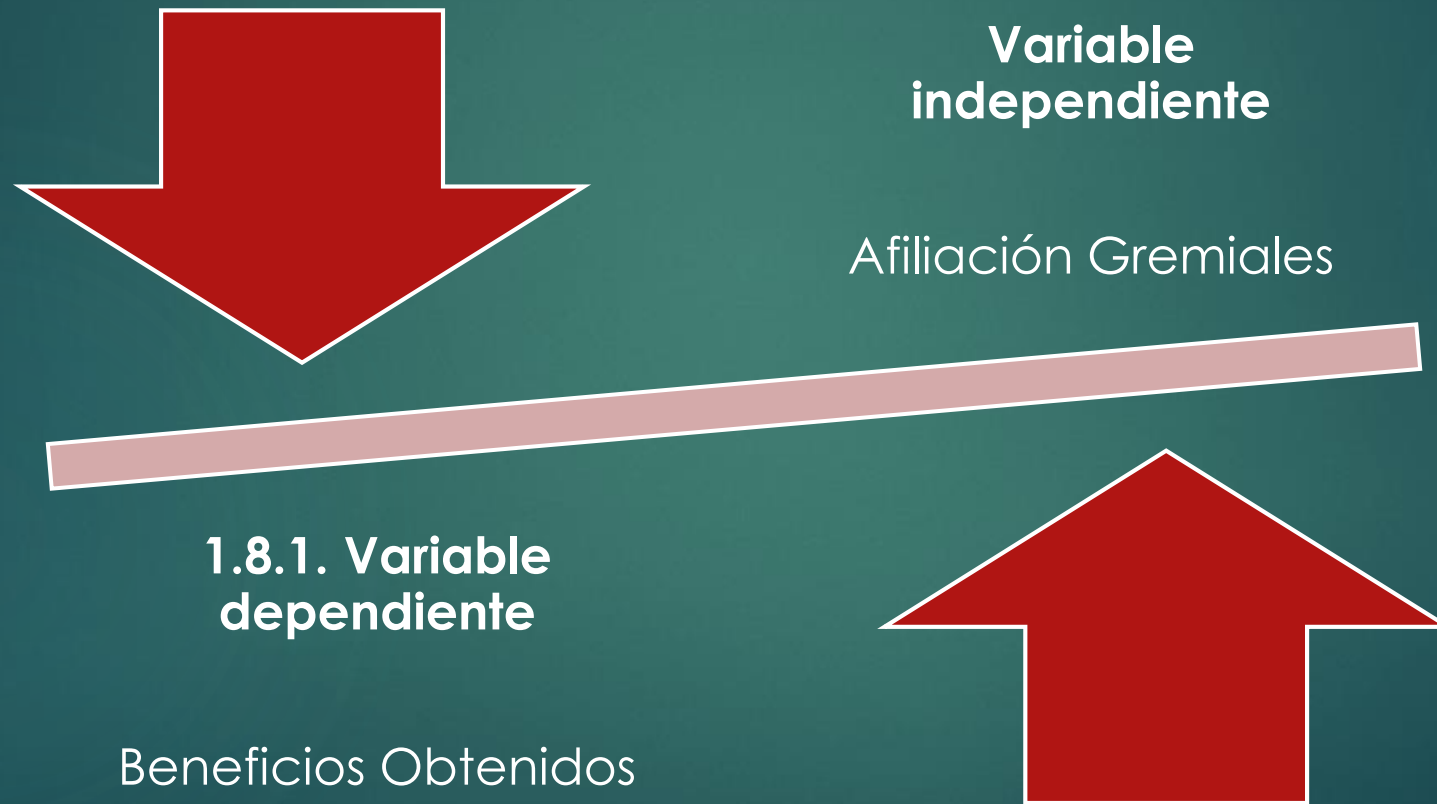 Variable
independiente
Afiliación Gremiales
1.8.1. Variable
dependiente
Beneficios Obtenidos